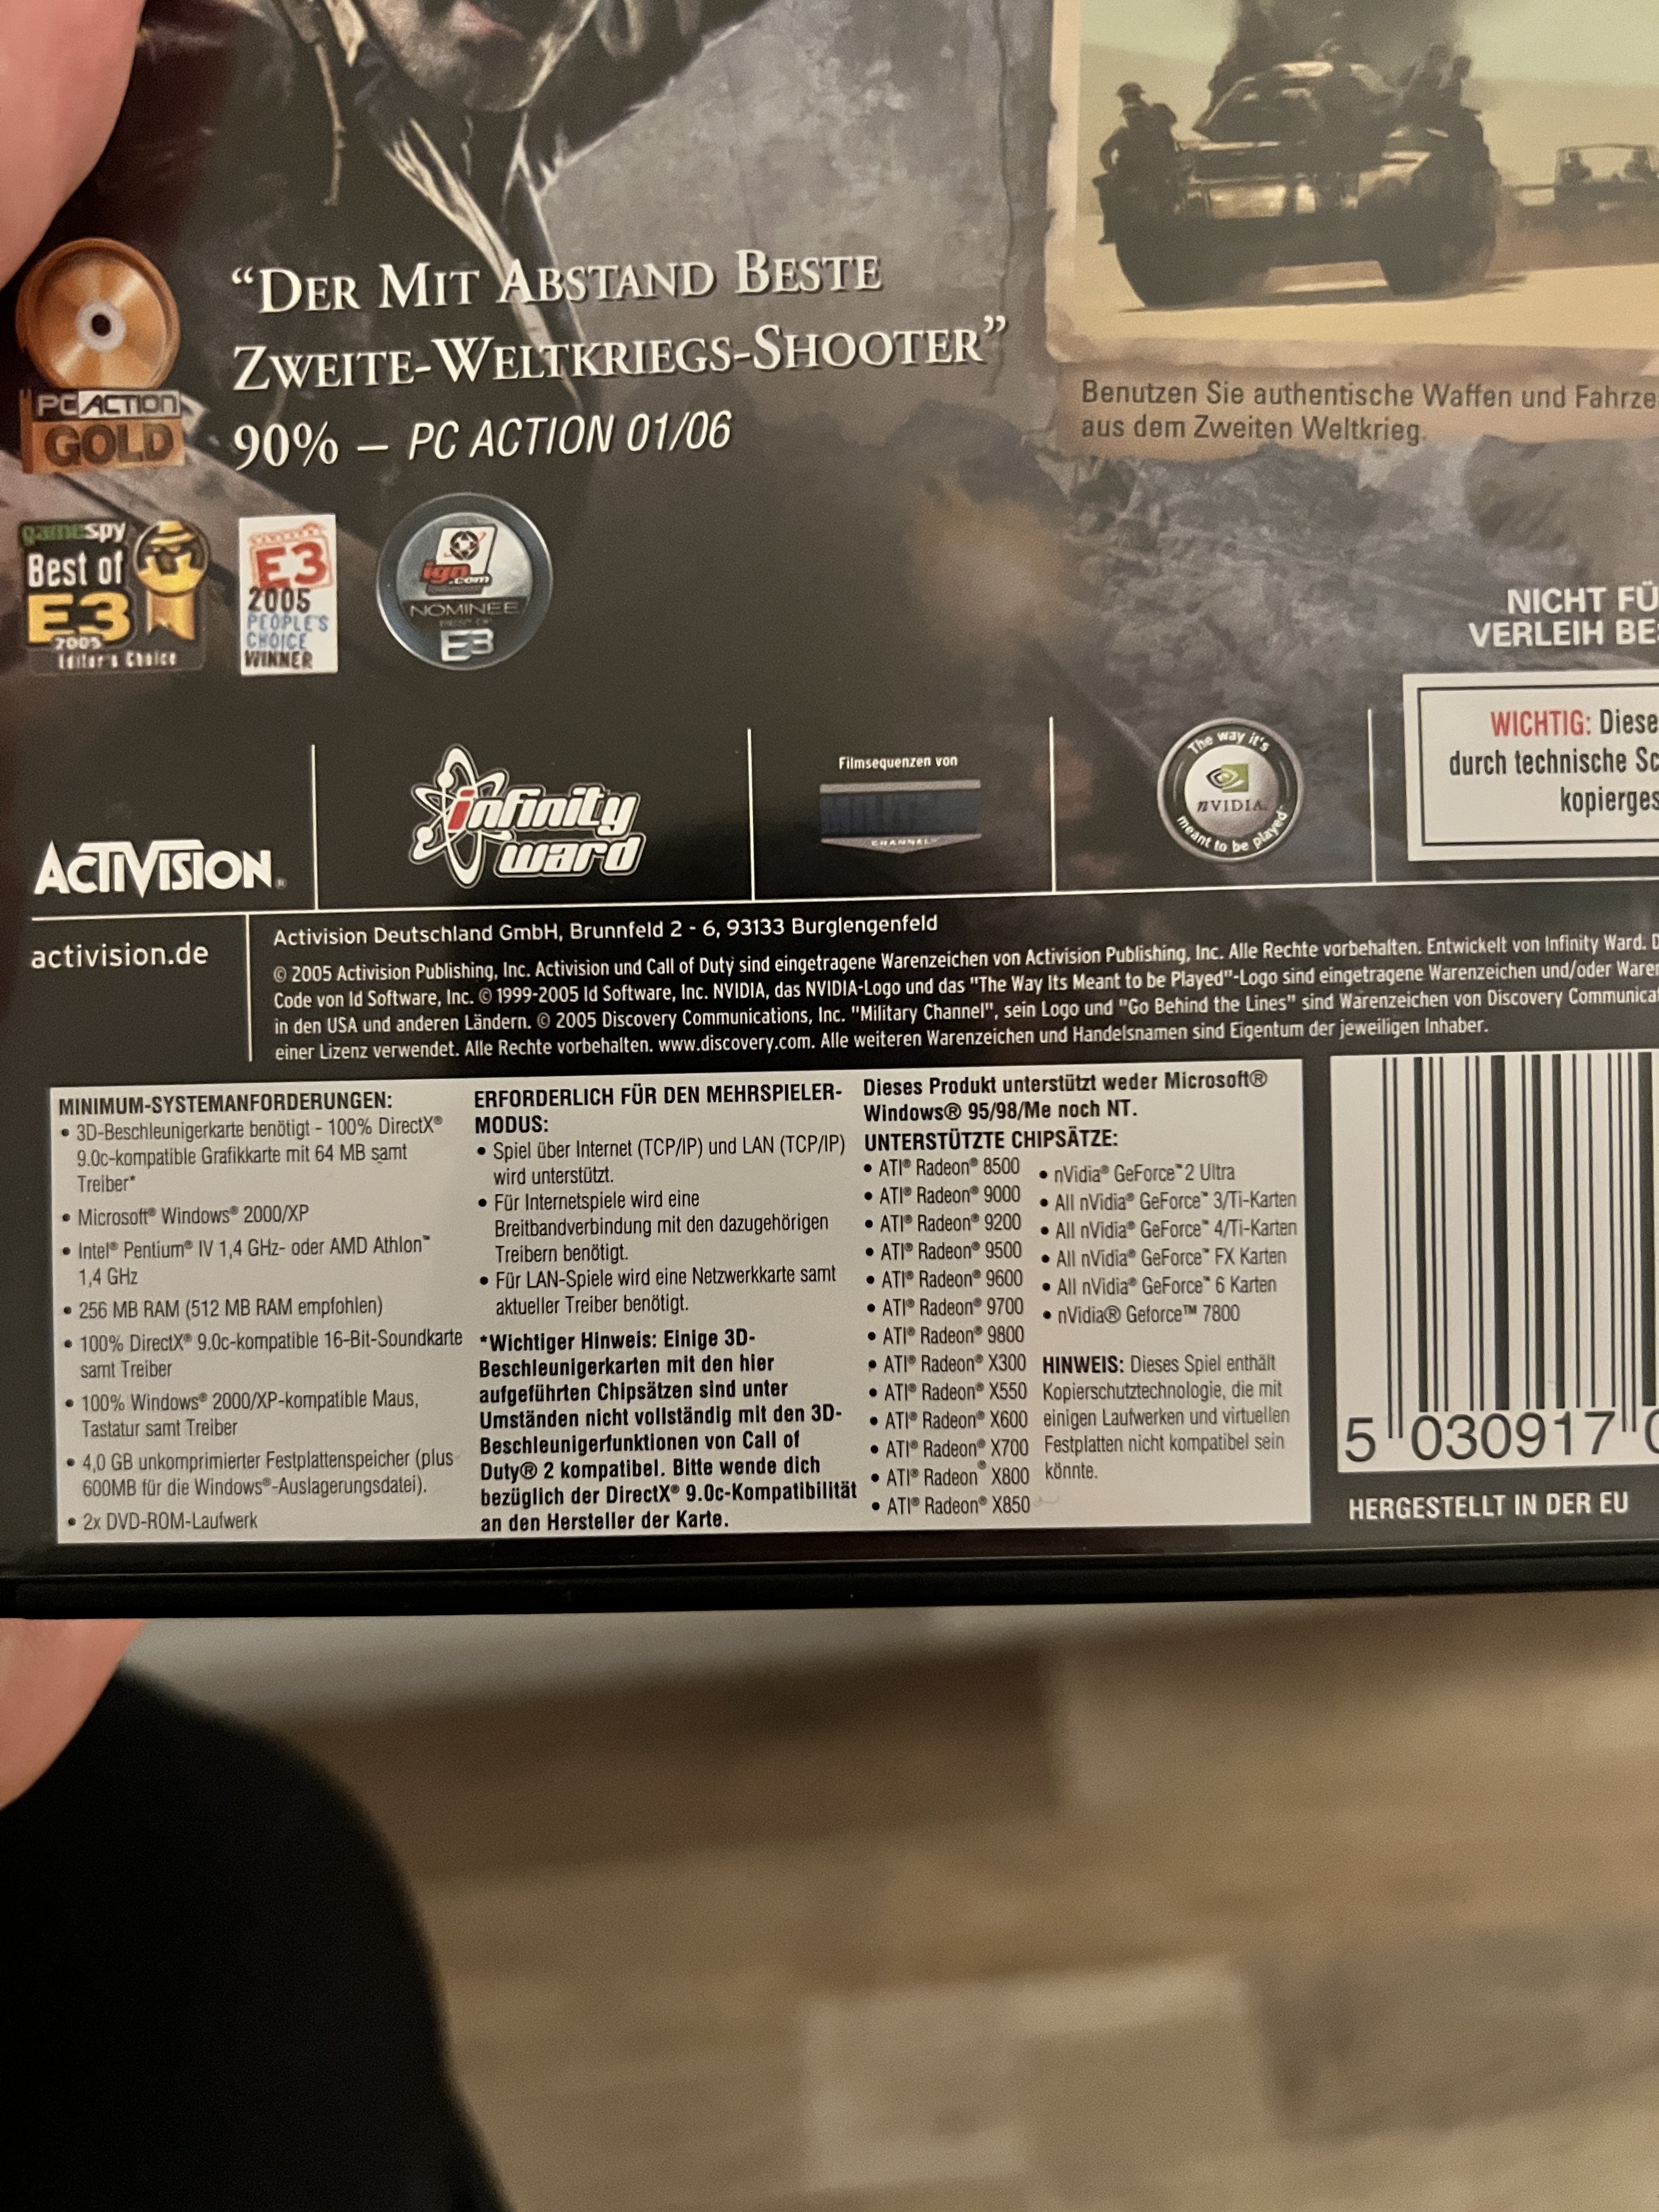 “DER MIT ABSTAND BESTE
ZWEITE-WELTKRIEGS-SHOOTER”
90% – PC ACTION 01/06
PC ACTION
GOLD
Benutzen Sie authentische Waffen und Fahrze
aus dem Zweiten Weltkrieg.
gamespy
Best of
E3
2005
Editor's Choice
E3
2005
PEOPLE'S
CHOICE
WINNER
ign
.com
NOMINEE
BEST OF
E3
NICHT FÜ
VERLEIH BE
WICHTIG: Diese
durch technische Sc
kopierges
ACTIVISION®
infinity
ward
Filmsequenzen von
CHANNEL
The way it's
nVIDIA
meant to be played
activision.de
Activision Deutschland GmbH, Brunnfeld 2 - 6, 93133 Burglengenfeld
© 2005 Activision Publishing, Inc. Activision und Call of Duty sind eingetragene Warenzeichen von Activision Publishing, Inc. Alle Rechte vorbehalten. Entwickelt von Infinity Ward. D
Code von Id Software, Inc. © 1999-2005 Id Software, Inc. NVIDIA, das NVIDIA-Logo und das "The Way Its Meant to be Played"-Logo sind eingetragene Warenzeichen und/oder Waren
in den USA und anderen Ländern. © 2005 Discovery Communications, Inc. "Military Channel", sein Logo und "Go Behind the Lines" sind Warenzeichen von Discovery Communica
einer Lizenz verwendet. Alle Rechte vorbehalten. www.discovery.com. Alle weiteren Warenzeichen und Handelsnamen sind Eigentum der jeweiligen Inhaber.
MINIMUM-SYSTEMANFORDERUNGEN:
• 3D-Beschleunigerkarte benötigt - 100% DirectX®
9.0c-kompatible Grafikkarte mit 64 MB samt
Treiber*
• Microsoft® Windows® 2000/XP
• Intel® Pentium® IV 1,4 GHz- oder AMD Athlon™
1,4 GHz
• 256 MB RAM (512 MB RAM empfohlen)
• 100% DirectX® 9.0c-kompatible 16-Bit-Soundkarte
samt Treiber
• 100% Windows® 2000/XP-kompatible Maus,
Tastatur samt Treiber
• 4,0 GB unkomprimierter Festplattenspeicher (plus
600MB für die Windows®-Auslagerungsdatei).
• 2x DVD-ROM-Laufwerk
ERFORDERLICH FÜR DEN MEHRSPIELER-
MODUS:
• Spiel über Internet (TCP/IP) und LAN (TCP/IP)
wird unterstützt.
• Für Internetspiele wird eine
Breitbandverbindung mit den dazugehörigen
Treibern benötigt.
• Für LAN-Spiele wird eine Netzwerkkarte samt
aktueller Treiber benötigt.
*Wichtiger Hinweis: Einige 3D-
Beschleunigerkarten mit den hier
aufgeführten Chipsätzen sind unter
Umständen nicht vollständig mit den 3D-
Beschleunigerfunktionen von Call of
Duty® 2 kompatibel. Bitte wende dich
bezüglich der DirectX® 9.0c-Kompatibilität
an den Hersteller der Karte.
Dieses Produkt unterstützt weder Microsoft®
Windows® 95/98/Me noch NT.
UNTERSTÜTZTE CHIPSÄTZE:
• ATI® Radeon® 8500
• ATI® Radeon® 9000
• ATI® Radeon® 9200
• ATI® Radeon® 9500
• ATI® Radeon® 9600
• ATI® Radeon® 9700
• ATI® Radeon® 9800
• ATI® Radeon® X300
• ATI® Radeon® X550
• ATI® Radeon® X600
• ATI® Radeon® X700
• ATI® Radeon® X800
• ATI® Radeon® X850
• nVidia® GeForce™ 2 Ultra
• All nVidia® GeForce™ 3/Ti-Karten
• All nVidia® GeForce™ 4/Ti-Karten
• All nVidia® GeForce™ FX Karten
• All nVidia® GeForce™ 6 Karten
• nVidia® Geforce™ 7800
HINWEIS: Dieses Spiel enthält
Kopierschutztechnologie, die mit
einigen Laufwerken und virtuellen
Festplatten nicht kompatibel sein
könnte.
5 030917 0
HERGESTELLT IN DER EU